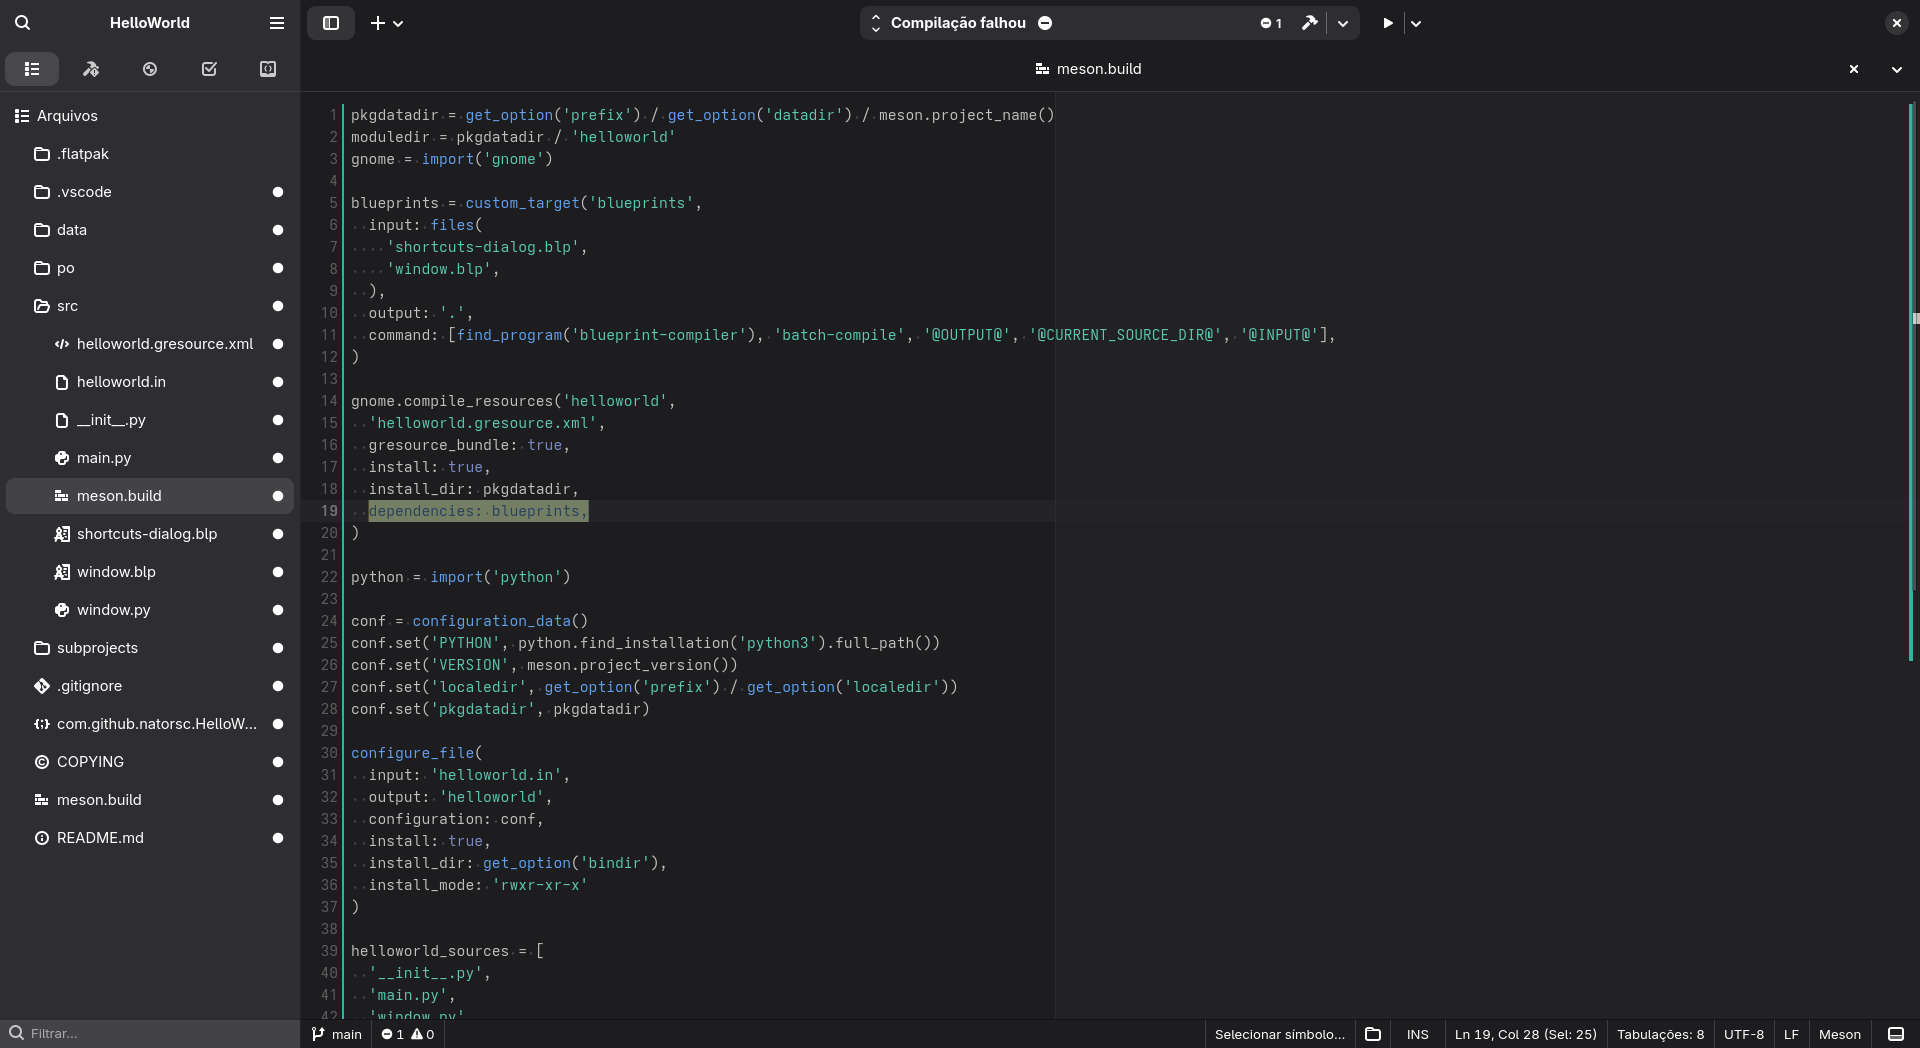 HelloWorld
Compilação falhou
1
meson.build
Arquivos
.flatpak
.vscode
data
po
src
helloworld.gresource.xml
helloworld.in
__init__.py
main.py
meson.build
shortcuts-dialog.blp
window.blp
window.py
subprojects
.gitignore
com.github.natorsc.HelloW...
COPYING
meson.build
README.md
Filtrar...
1 pkgdatadir = get_option('prefix') / get_option('datadir') / meson.project_name()
2 moduledir = pkgdatadir / 'helloworld'
3 gnome = import('gnome')
4
5 blueprints = custom_target('blueprints',
6 ..input: files(
7 ....'shortcuts-dialog.blp',
8 ....'window.blp',
9 ..),
10 ..output: '.',
11 ..command: [find_program('blueprint-compiler'), 'batch-compile', '@OUTPUT@', '@CURRENT_SOURCE_DIR@', '@INPUT@'],
12 )
13
14 gnome.compile_resources('helloworld',
15 ..'helloworld.gresource.xml',
16 ..gresource_bundle: true,
17 ..install: true,
18 ..install_dir: pkgdatadir,
19 ..dependencies: blueprints,
20 )
21
22 python = import('python')
23
24 conf = configuration_data()
25 conf.set('PYTHON', python.find_installation('python3').full_path())
26 conf.set('VERSION', meson.project_version())
27 conf.set('localedir', get_option('prefix') / get_option('localedir'))
28 conf.set('pkgdatadir', pkgdatadir)
29
30 configure_file(
31 ..input: 'helloworld.in',
32 ..output: 'helloworld',
33 ..configuration: conf,
34 ..install: true,
35 ..install_dir: get_option('bindir'),
36 ..install_mode: 'rwxr-xr-x'
37 )
38
39 helloworld_sources = [
40 ..'__init__.py',
41 ..'main.py',
42 ..'window.py'
main 1 0 Selecionar símbolo... INS Ln 19, Col 28 (Sel: 25) Tabulações: 8 UTF-8 LF Meson